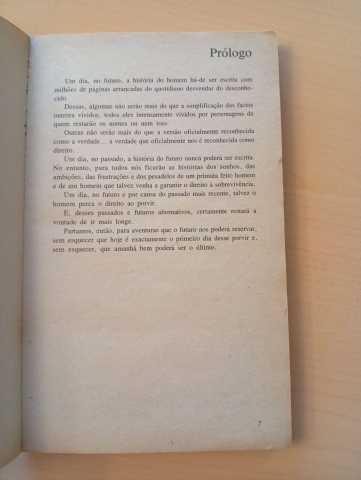 Prólogo
Um dia, no futuro, a história do homem há-de ser escrita com
milhões de páginas arrancadas do quotidiano desvendar do desconhe-
cido.
Dessas, algumas não serão mais do que a simplificação dos factos
outrora vividos, todos eles intensamente vividos por personagens de
quem restarão os nomes ou nem isso.
Outras não serão mais do que a versão oficialmente reconhecida
como a verdade... a verdade que oficialmente nos é reconhecida como
direito.
Um dia, no passado, a história do futuro nunca poderá ser escrita.
No entanto, para todos nós ficarão as histórias dos sonhos, das
ambições, das frustrações e dos pesadelos de um primata feito homem
e de um homem que talvez venha a garantir o direito à sobrevivência.
Um dia, no futuro e por causa do passado mais recente, talvez o
homem perca o direito ao porvir.
E, desses passados e futuros alternativos, certamente restará a
vontade de ir mais longe.
Partamos, então, para aventuras que o futuro nos poderá reservar,
sem esquecer que hoje é exactamente o primeiro dia desse porvir e,
sem esquecer, que amanhã bem poderá ser o último.
7